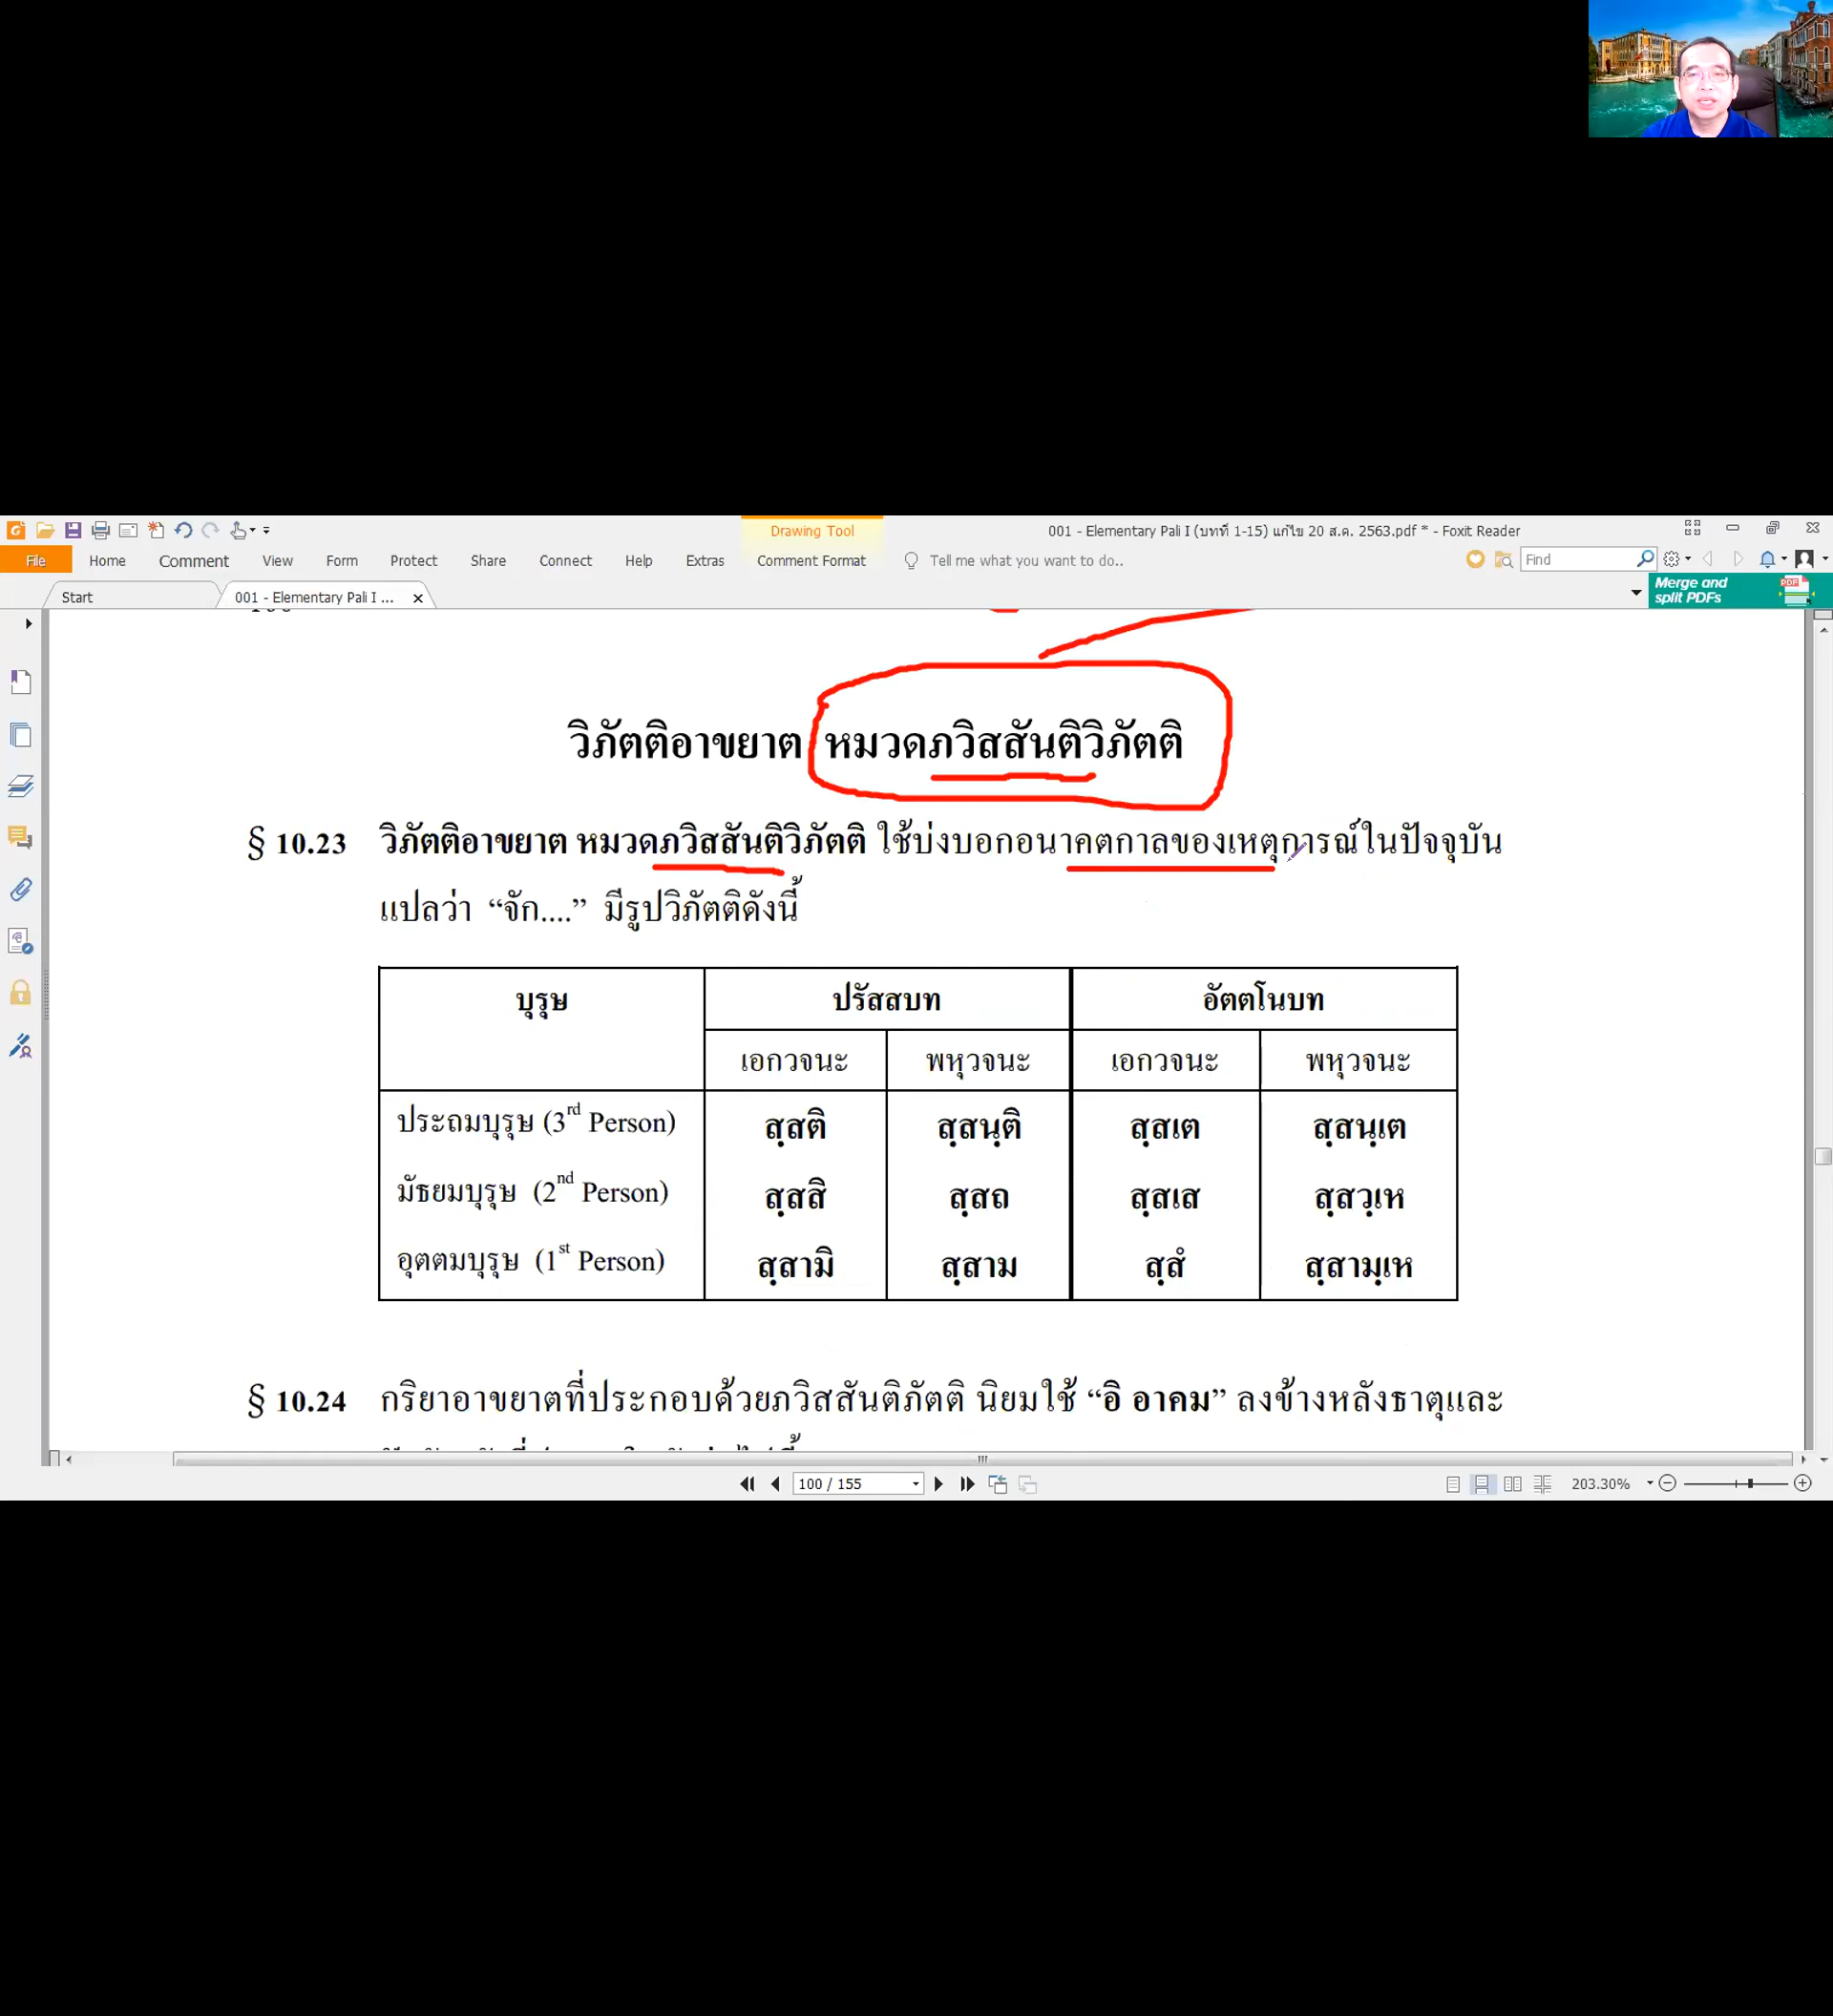 Drawing Tool
001 - Elementary Pali I (บทที่ 1-15) แก้ไข 20 ส.ค. 2563.pdf * - Foxit Reader
File Home Comment View Form Protect Share Connect Help Extras Comment Format Tell me what you want to do.. Find
Start 001 - Elementary Pali I ... Merge and split PDFs
วิภัตติอาขยาต หมวดภวิสสันติวิภัตติ
§ 10.23 วิภัตติอาขยาต หมวดภวิสสันติวิภัตติ ใช้บ่งบอกอนาคตกาลของเหตุการณ์ในปัจจุบัน
แปลว่า “จัก....” มีรูปวิภัตติดังนี้
บุรุษ ปรัสสบท อัตตโนบท
เอกวจนะ พหุวจนะ เอกวจนะ พหุวจนะ
ประถมบุรุษ (3rd Person) สฺสติ สฺสนฺติ สฺสเต สฺสนฺเต
มัธยมบุรุษ (2nd Person) สฺสสิ สฺสถ สฺสเส สฺสวฺเห
อุตตมบุรุษ (1st Person) สฺสามิ สฺสาม สฺสํ สฺสามฺเห
§ 10.24 กริยาอาขยาตที่ประกอบด้วยภวิสสันติภัตติ นิยมใช้ “อิ อาคม” ลงข้างหลังธาตุและ
100 / 155 203.30%